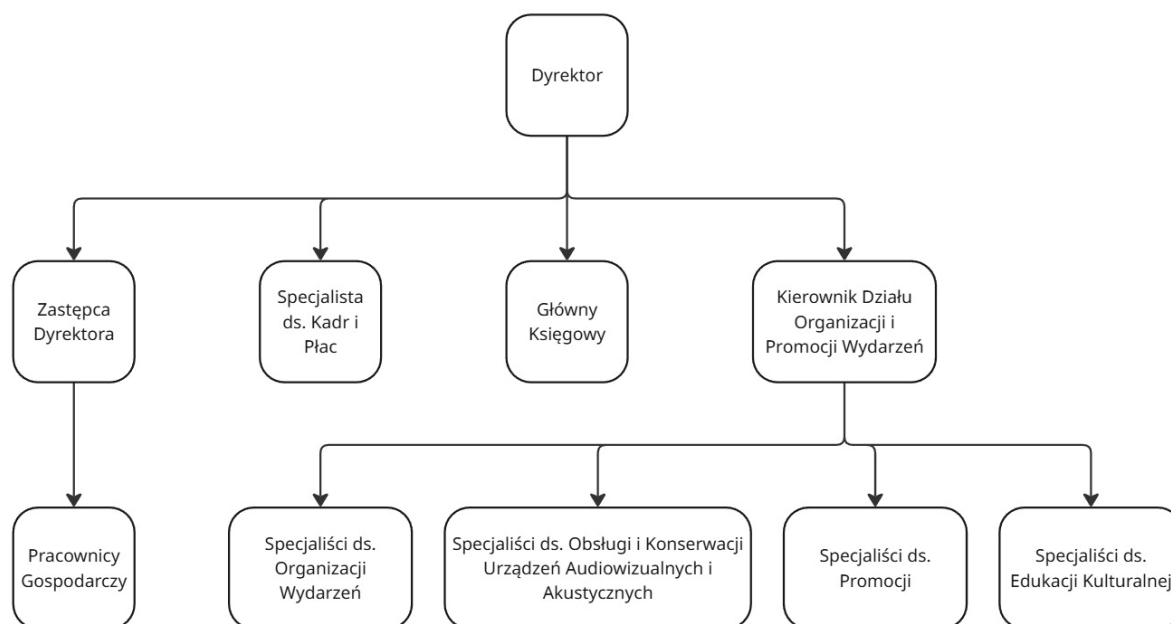 Dyrektor
Zastępca
Dyrektora
Specjalista
ds. Kadr i
Płac
Główny
Księgowy
Kierownik Działu
Organizacji i
Promocji Wydarzeń
Pracownicy
Gospodarczy
Specjaliści ds.
Organizacji
Wydarzeń
Specjaliści ds. Obsługi i Konserwacji
Urządzeń Audiowizualnych i
Akustycznych
Specjaliści ds.
Promocji
Specjaliści ds.
Edukacji Kulturalnej